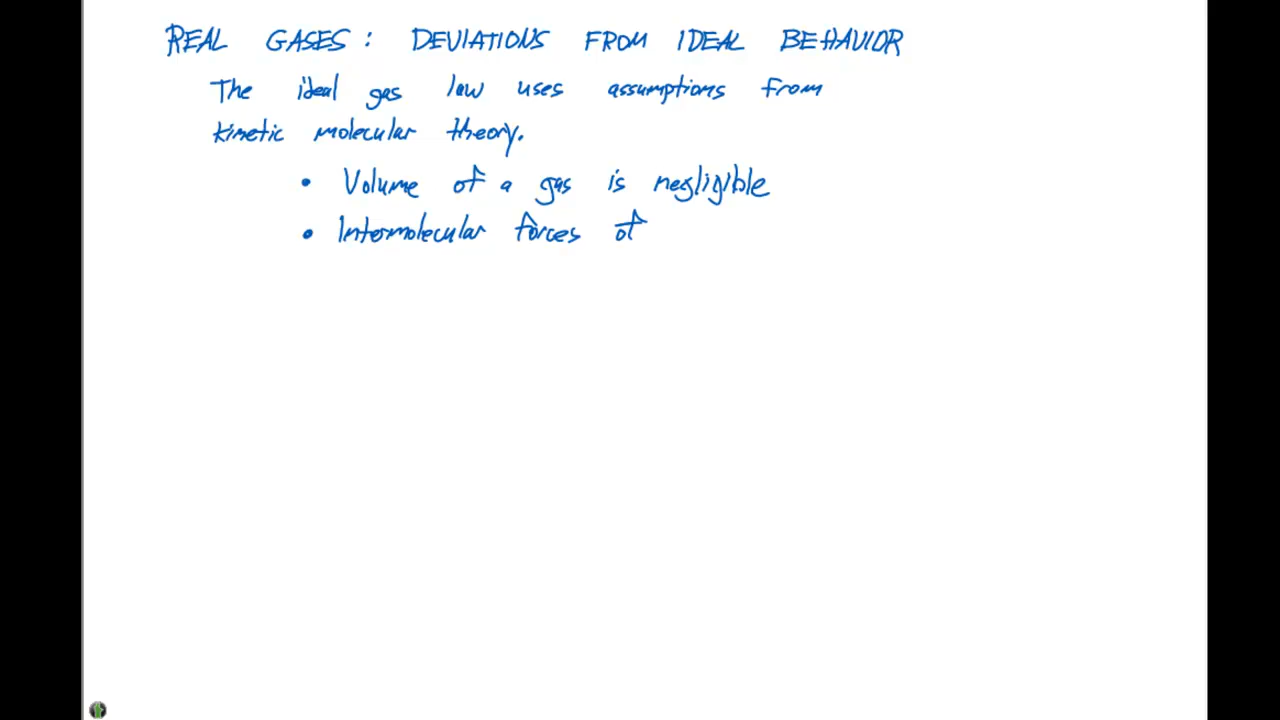 REAL GASES: DEVIATIONS FROM IDEAL BEHAVIOR
The ideal gas law uses assumptions from
kinetic molecular theory.
• Volume of a gas is negligible
• Intermolecular forces of